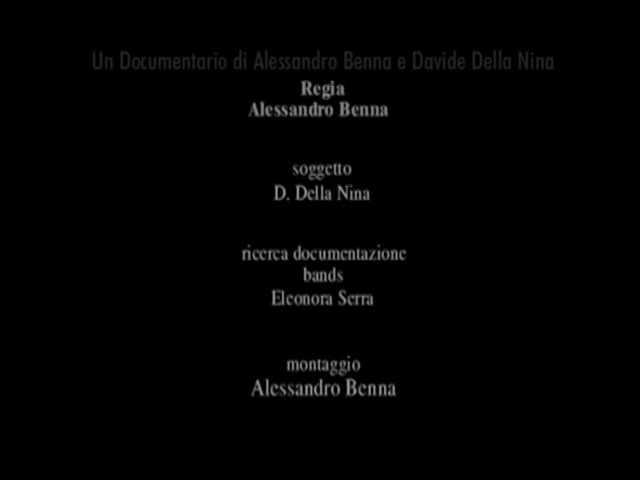 Un Documentario di Alessandro Benna e Davide Della Nina
Regia
Alessandro Benna
soggetto
D. Della Nina
ricerca documentazione
bands
Eleonora Serra
montaggio
Alessandro Benna